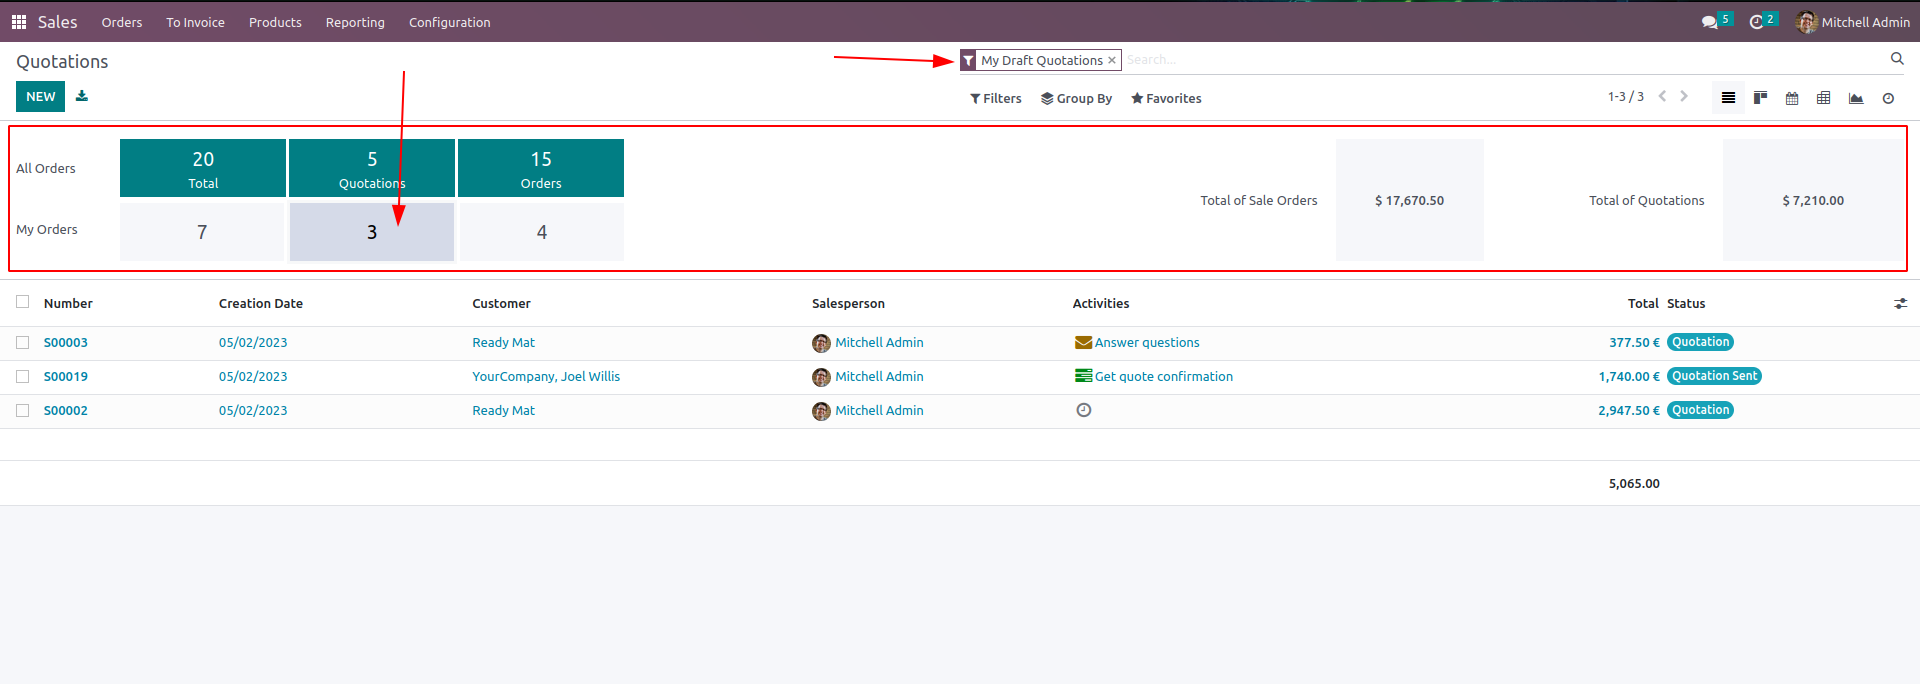 Sales Orders To Invoice Products Reporting Configuration 5 2 Mitchell Admin
Quotations
My Draft Quotations × Search...
NEW
Filters Group By Favorites 1-3 / 3
All Orders
20 Total
5 Quotations
15 Orders
My Orders
7 3 4
Total of Sale Orders $ 17,670.50
Total of Quotations $ 7,210.00
Number Creation Date Customer Salesperson Activities Total Status
S00003 05/02/2023 Ready Mat Mitchell Admin Answer questions 377.50 € Quotation
S00019 05/02/2023 YourCompany, Joel Willis Mitchell Admin Get quote confirmation 1,740.00 € Quotation Sent
S00002 05/02/2023 Ready Mat Mitchell Admin 2,947.50 € Quotation
5,065.00